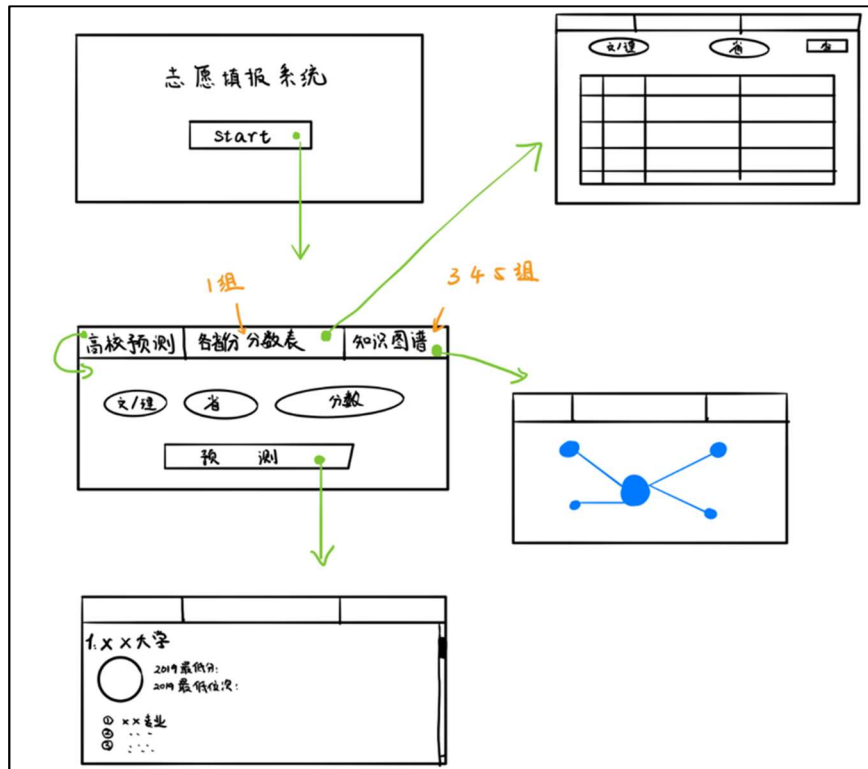 志愿填报系统
start
文/理 省 省
1组
3 4 5组
高校预测 各省份分数表 知识图谱
文/理 省 分数
预 测
1. x x 大学
2019 最低分:
2019 最低位次:
① x x 专业
②
③